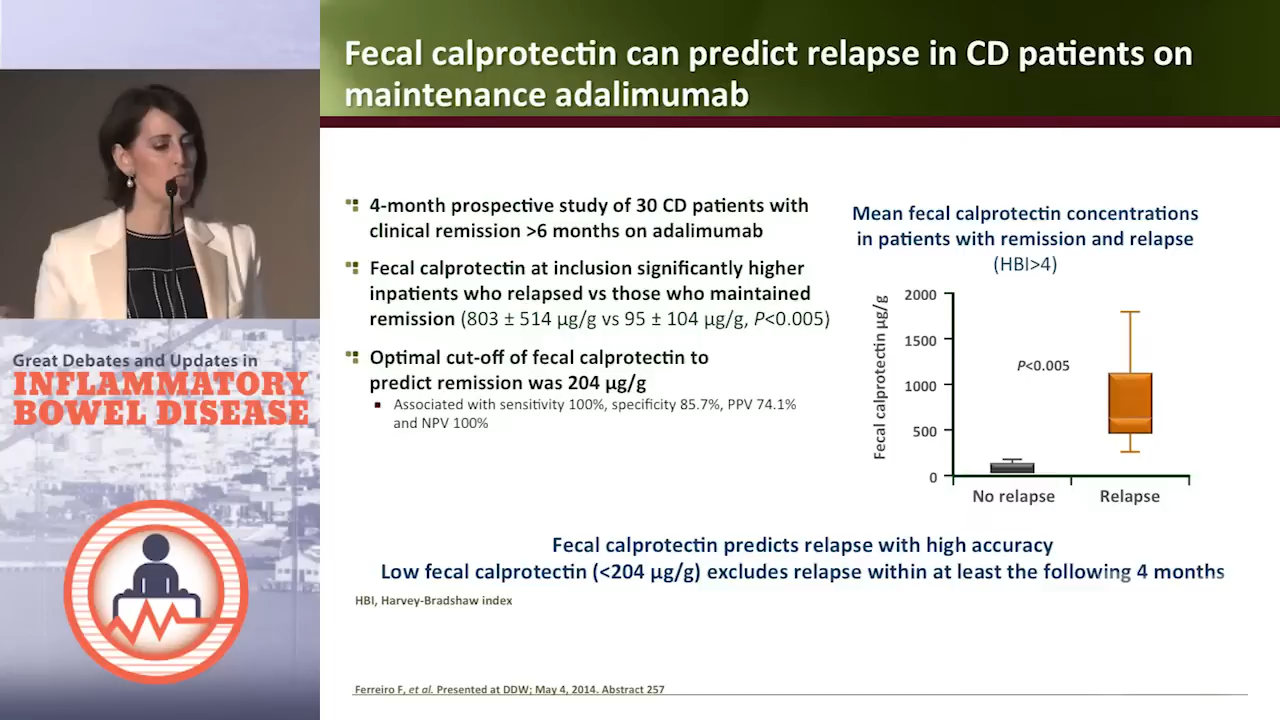 Fecal calprotectin can predict relapse in CD patients on
maintenance adalimumab
4-month prospective study of 30 CD patients with
clinical remission >6 months on adalimumab
Fecal calprotectin at inclusion significantly higher
inpatients who relapsed vs those who maintained
remission (803 ± 514 µg/g vs 95 ± 104 µg/g, P<0.005)
Optimal cut-off of fecal calprotectin to
predict remission was 204 µg/g
Associated with sensitivity 100%, specificity 85.7%, PPV 74.1%
and NPV 100%
Mean fecal calprotectin concentrations
in patients with remission and relapse
(HBI>4)
Fecal calprotectin µg/g
2000
1500
1000
500
0
P<0.005
No relapse
Relapse
Fecal calprotectin predicts relapse with high accuracy
Low fecal calprotectin (<204 µg/g) excludes relapse within at least the following 4 months
HBI, Harvey-Bradshaw index
Ferreiro F, et al. Presented at DDW; May 4, 2014. Abstract 257
Great Debates and Updates in
INFLAMMATORY
BOWEL DISEASE